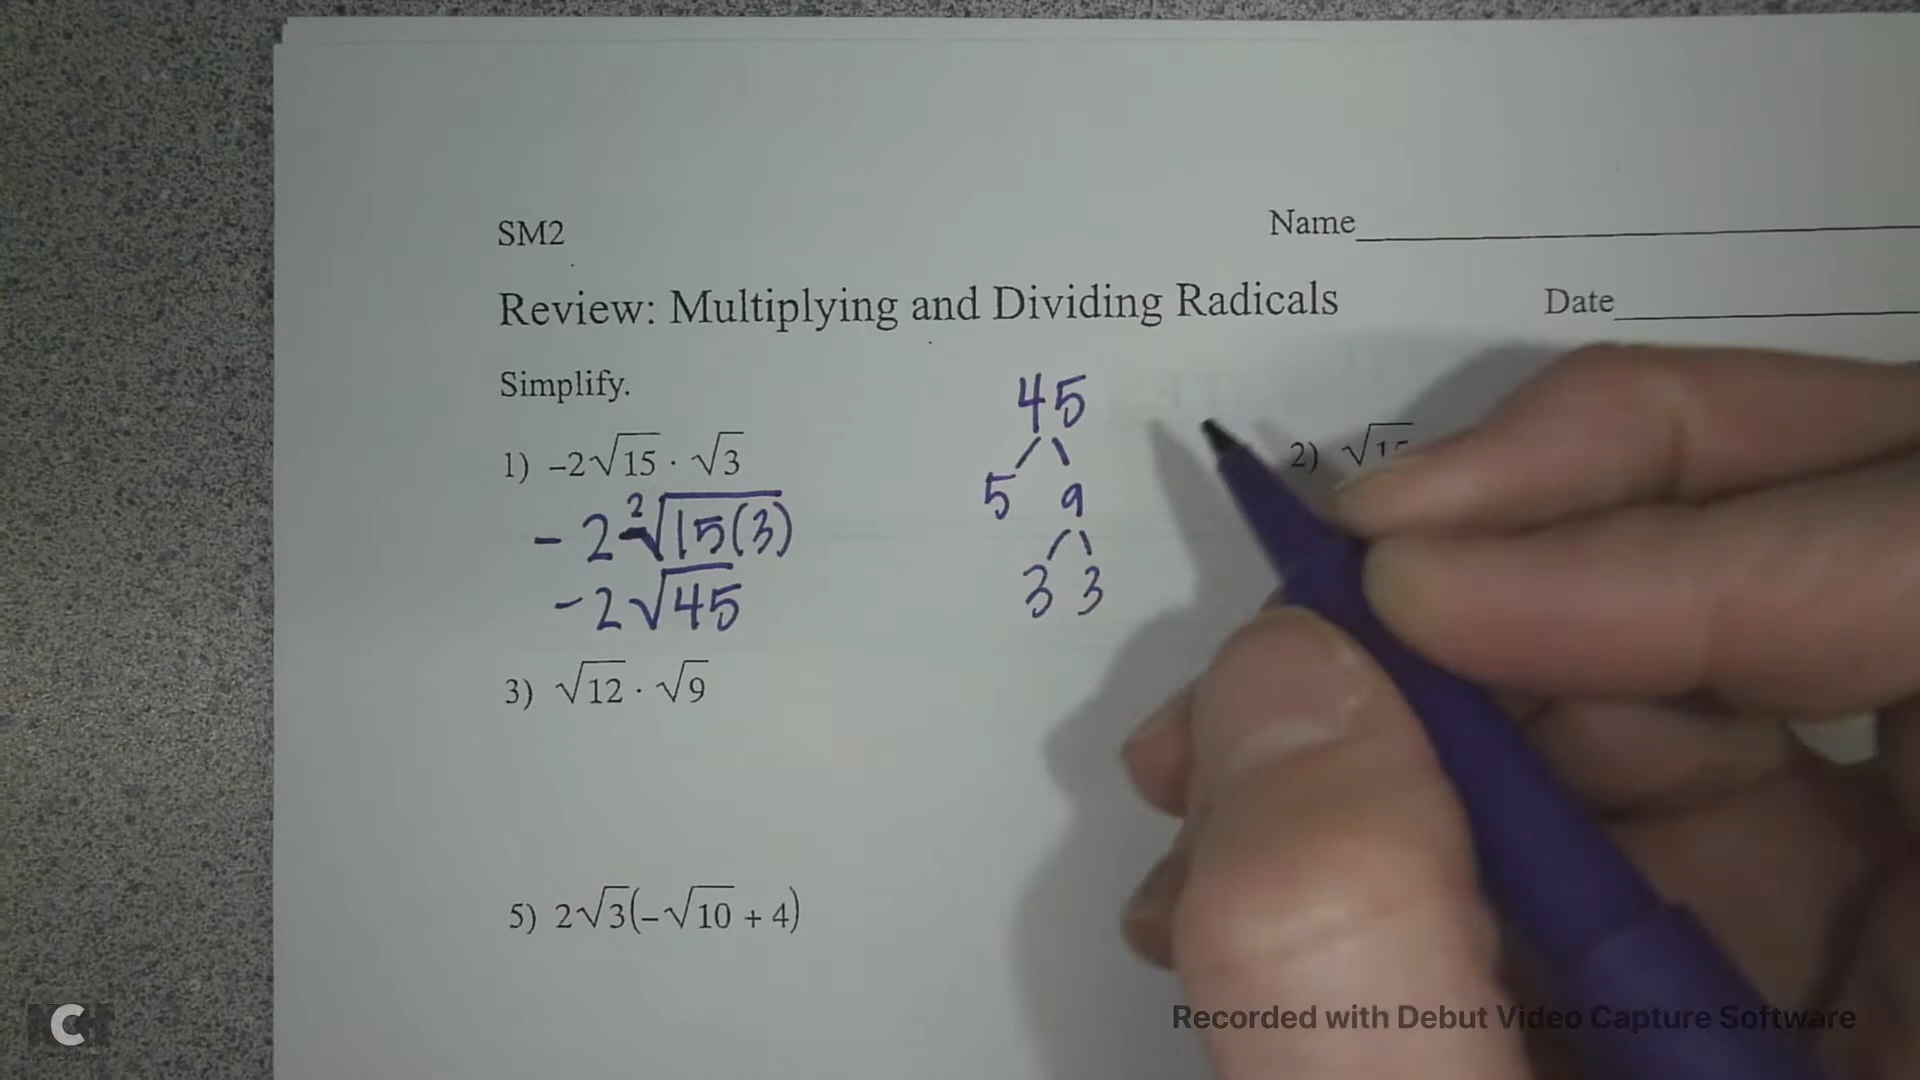 SM2
Name
Review: Multiplying and Dividing Radicals
Date
Simplify.
45
5 9
3 3
1) −2√15 · √3
-2 ²√15(3)
-2√45
2) √15
3) √12 · √9
5) 2√3(−√10 + 4)
C
Recorded with Debut Video Capture Software